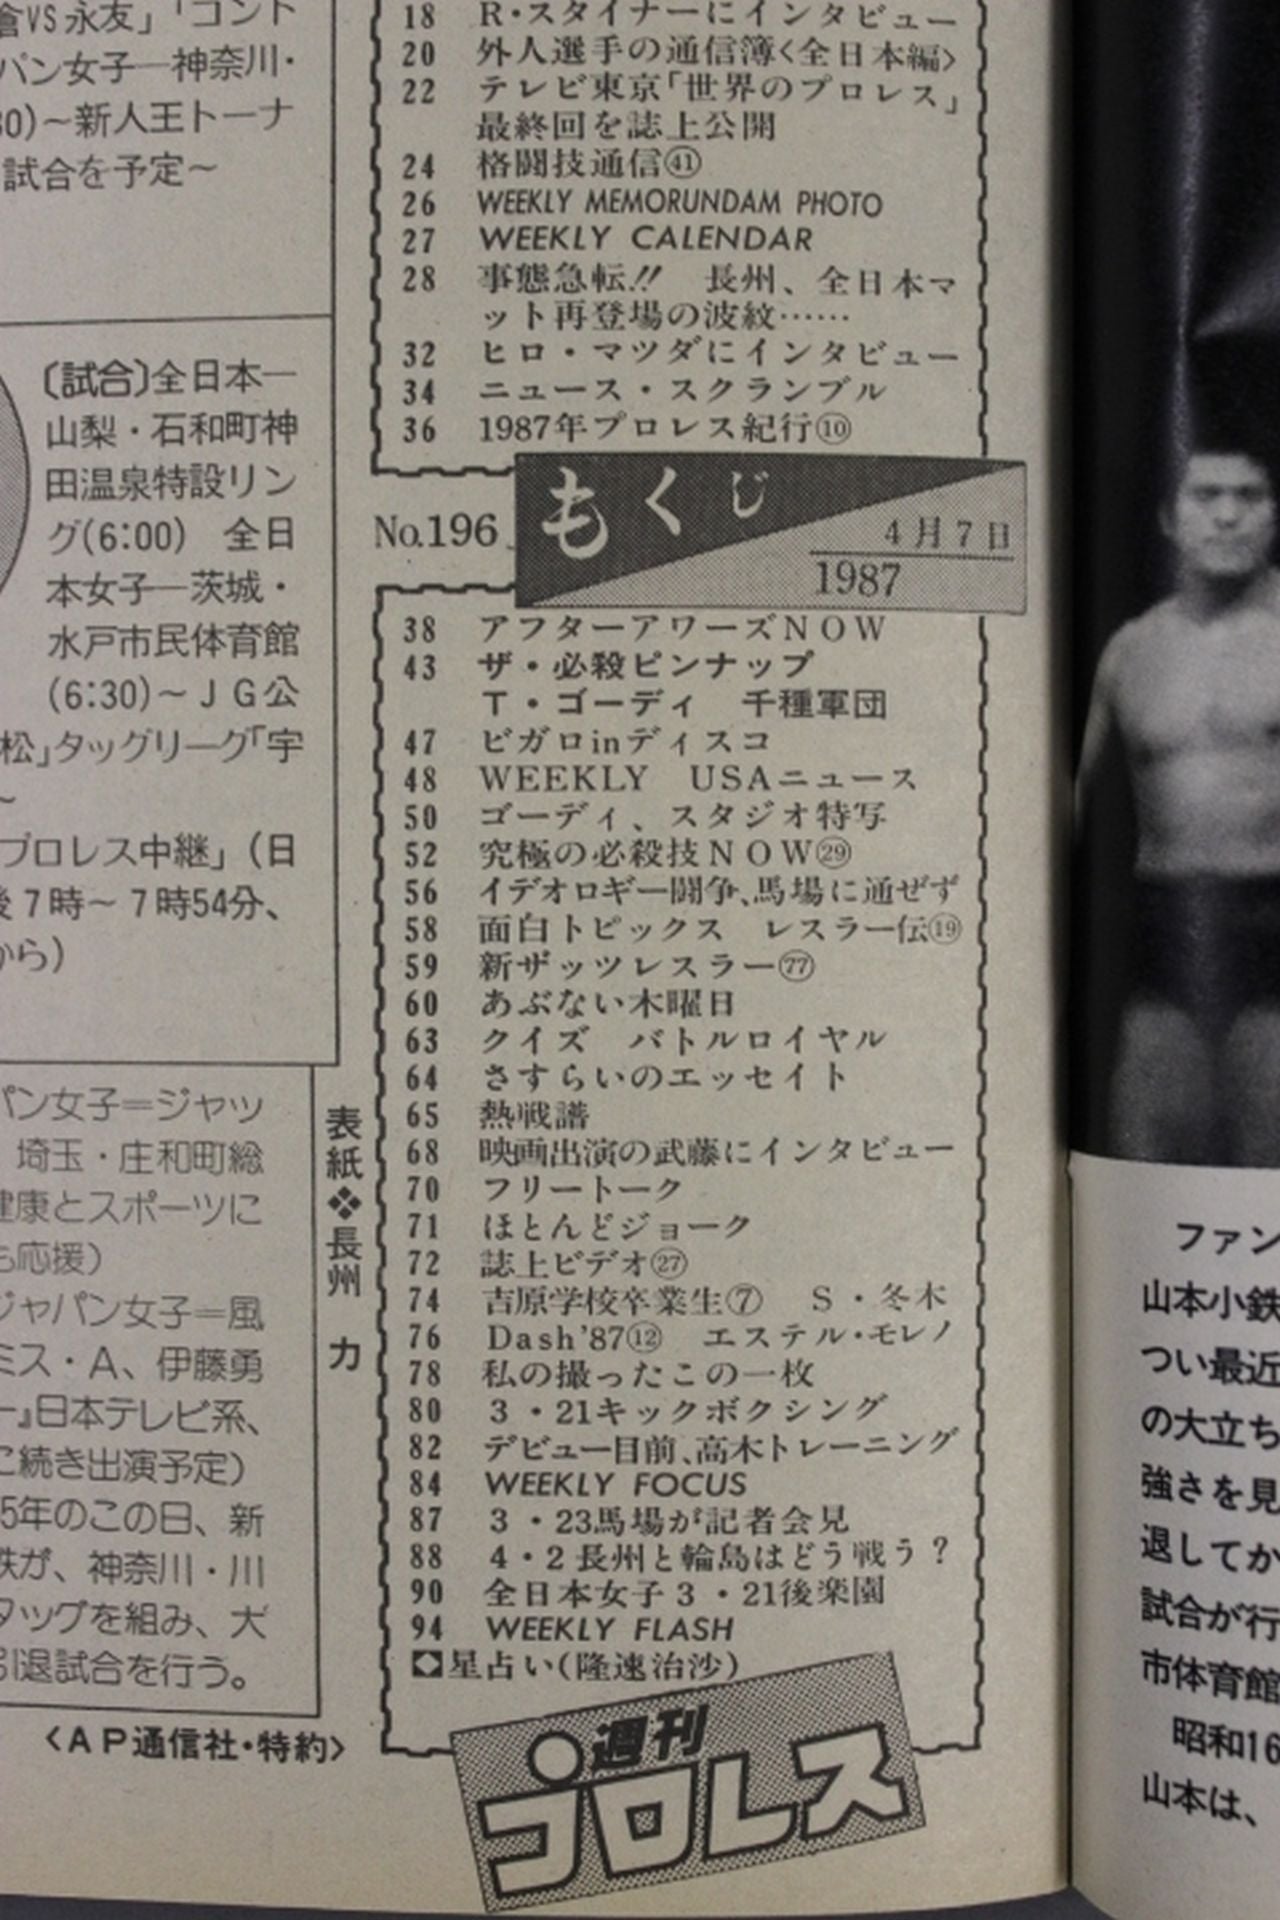 倉VS永友」「コント
パン女子―神奈川・
30)～新人王トーナ
試合を予定～
〔試合〕全日本―
山梨・石和町神
田温泉特設リン
グ(6:00)　全日
本女子―茨城・
水戸市民体育館
(6:30)～ＪＧ公
松」タッグリーグ「宇
～
プロレス中継」（日
後７時～７時54分、
から）
パン女子＝ジャッ
埼玉・庄和町総
健康とスポーツに
も応援）
ジャパン女子＝風
ミス・Ａ、伊藤勇
ー』日本テレビ系、
こ続き出演予定）
5年のこの日、新
鉄が、神奈川・川
タッグを組み、犬
引退試合を行う。
〈ＡＰ通信社・特約〉
表紙❖長州　力
18　R・スタイナーにインタビュー
20　外人選手の通信簿〈全日本編〉
22　テレビ東京「世界のプロレス」
最終回を誌上公開
24　格闘技通信㊶
26　WEEKLY MEMORUNDAM PHOTO
27　WEEKLY CALENDAR
28　事態急転!!　長州、全日本マ
ット再登場の波紋……
32　ヒロ・マツダにインタビュー
34　ニュース・スクランブル
36　1987年プロレス紀行⑩
No.196
もくじ
4月7日
1987
38　アフターアワーズＮＯＷ
43　ザ・必殺ピンナップ
Ｔ・ゴーディ　千種軍団
47　ビガロinディスコ
48　WEEKLY　USAニュース
50　ゴーディ、スタジオ特写
52　究極の必殺技ＮＯＷ㉙
56　イデオロギー闘争、馬場に通ぜず
58　面白トピックス　レスラー伝⑲
59　新ザッツレスラー(77)
60　あぶない木曜日
63　クイズ　バトルロイヤル
64　さすらいのエッセイト
65　熱戦譜
68　映画出演の武藤にインタビュー
70　フリートーク
71　ほとんどジョーク
72　誌上ビデオ㉗
74　吉原学校卒業生⑦　Ｓ・冬木
76　Dash'87⑫　エステル・モレノ
78　私の撮ったこの一枚
80　３・21キックボクシング
82　デビュー目前、高木トレーニング
84　WEEKLY FOCUS
87　３・23馬場が記者会見
88　４・２長州と輪島はどう戦う？
90　全日本女子３・21後楽園
94　WEEKLY FLASH
◆星占い（隆速治沙）
週刊
プロレス
ファン
山本小鉄
つい最近
の大立ち
強さを見
退してか
試合が行
市体育館
昭和16
山本は、